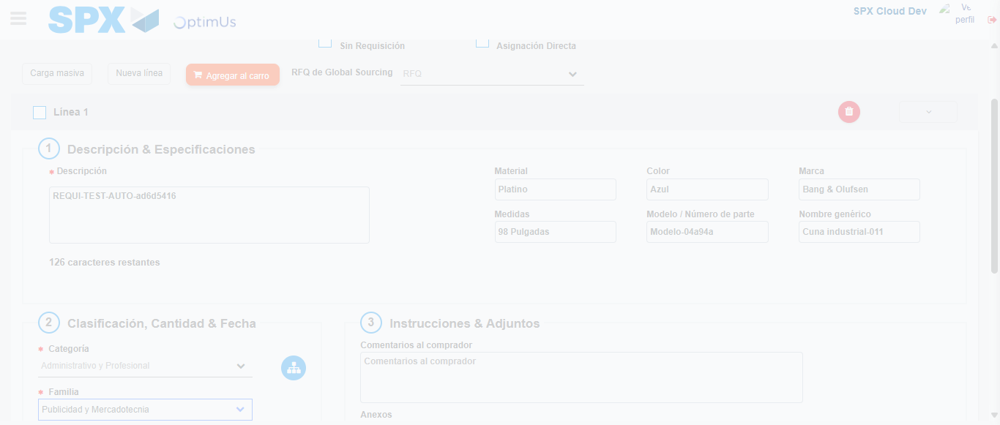 SPX
OptimUs
SPX Cloud Dev
perfil
Sin Requisición
Asignación Directa
Carga masiva
Nueva línea
Agregar al carro
RFQ de Global Sourcing
RFQ
Línea 1
1
Descripción & Especificaciones
* Descripción
REQUI-TEST-AUTO-ad6d5416
126 caracteres restantes
Material
Platino
Color
Azul
Marca
Bang & Olufsen
Medidas
98 Pulgadas
Modelo / Número de parte
Modelo-04a94a
Nombre genérico
Cuna industrial-011
2
Clasificación, Cantidad & Fecha
* Categoría
Administrativo y Profesional
* Familia
Publicidad y Mercadotecnia
3
Instrucciones & Adjuntos
Comentarios al comprador
Comentarios al comprador
Anexos